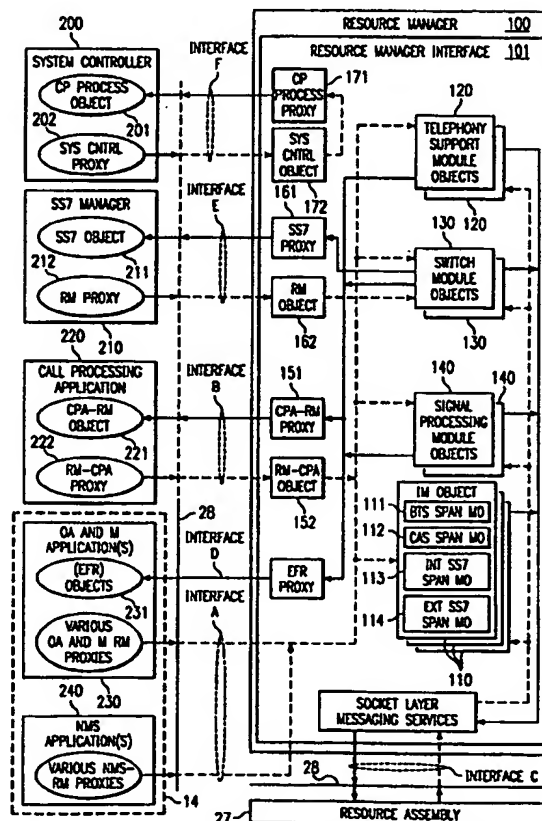 RESOURCE MANAGER 100
RESOURCE MANAGER INTERFACE 101
200
SYSTEM CONTROLLER
CP PROCESS OBJECT
202
201
SYS CNTRL PROXY
INTERFACE F
CP PROCESS PROXY
171
SYS CNTRL OBJECT
172
120
TELEPHONY SUPPORT MODULE OBJECTS
120
SS7 MANAGER
SS7 OBJECT
212
211
RM PROXY
210
INTERFACE E
161
SS7 PROXY
RM OBJECT
162
130
SWITCH MODULE OBJECTS
130
220
CALL PROCESSING APPLICATION
CPA-RM OBJECT
222
221
RM-CPA PROXY
INTERFACE B
151
CPA-RM PROXY
RM-CPA OBJECT
152
140
140
SIGNAL PROCESSING MODULE OBJECTS
28
OA AND M APPLICATION(S)
(EFR) OBJECTS
231
VARIOUS OA AND M RM PROXIES
230
INTERFACE D
EFR PROXY
INTERFACE A
IM OBJECT
111
BTS SPAN MO
112
CAS SPAN MO
113
INT SS7 SPAN MO
114
EXT SS7 SPAN MO
110
240
NMS APPLICATION(S)
VARIOUS NMS-RM PROXIES
14
SOCKET LAYER MESSAGING SERVICES
28
INTERFACE C
27
RESOURCE ASSEMBLY